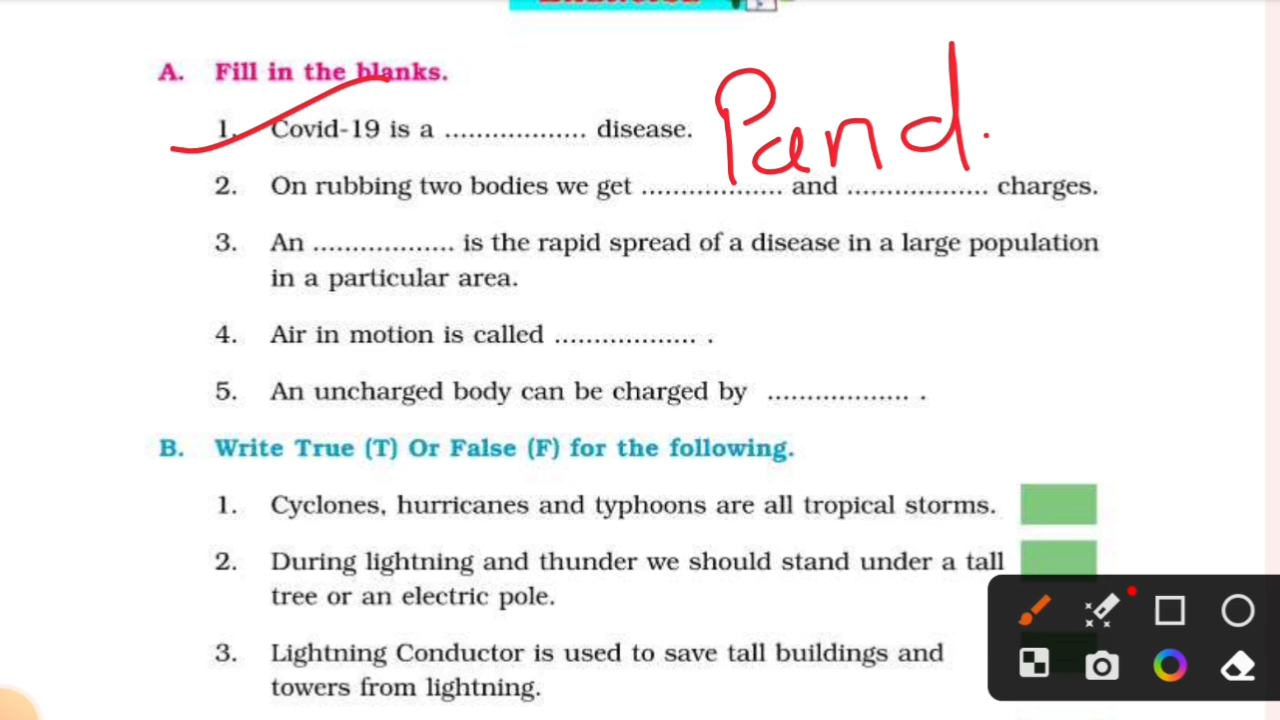 A. Fill in the blanks.
1. Covid-19 is a .................. disease.
Pand.
2. On rubbing two bodies we get .................. and .................. charges.
3. An .................. is the rapid spread of a disease in a large population
in a particular area.
4. Air in motion is called .................. .
5. An uncharged body can be charged by .................. .
B. Write True (T) Or False (F) for the following.
1. Cyclones, hurricanes and typhoons are all tropical storms.
2. During lightning and thunder we should stand under a tall
tree or an electric pole.
3. Lightning Conductor is used to save tall buildings and
towers from lightning.